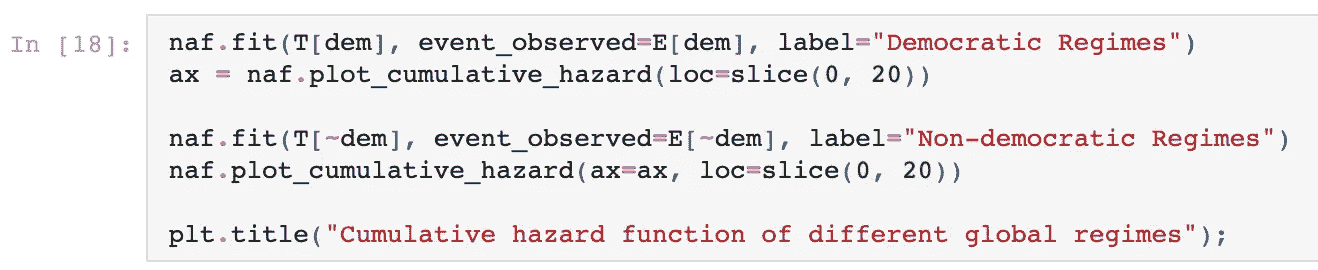 In [18]: naf.fit(T[dem], event_observed=E[dem], label="Democratic Regimes")
ax = naf.plot_cumulative_hazard(loc=slice(0, 20))
naf.fit(T[~dem], event_observed=E[~dem], label="Non-democratic Regimes")
naf.plot_cumulative_hazard(ax=ax, loc=slice(0, 20))
plt.title("Cumulative hazard function of different global regimes");